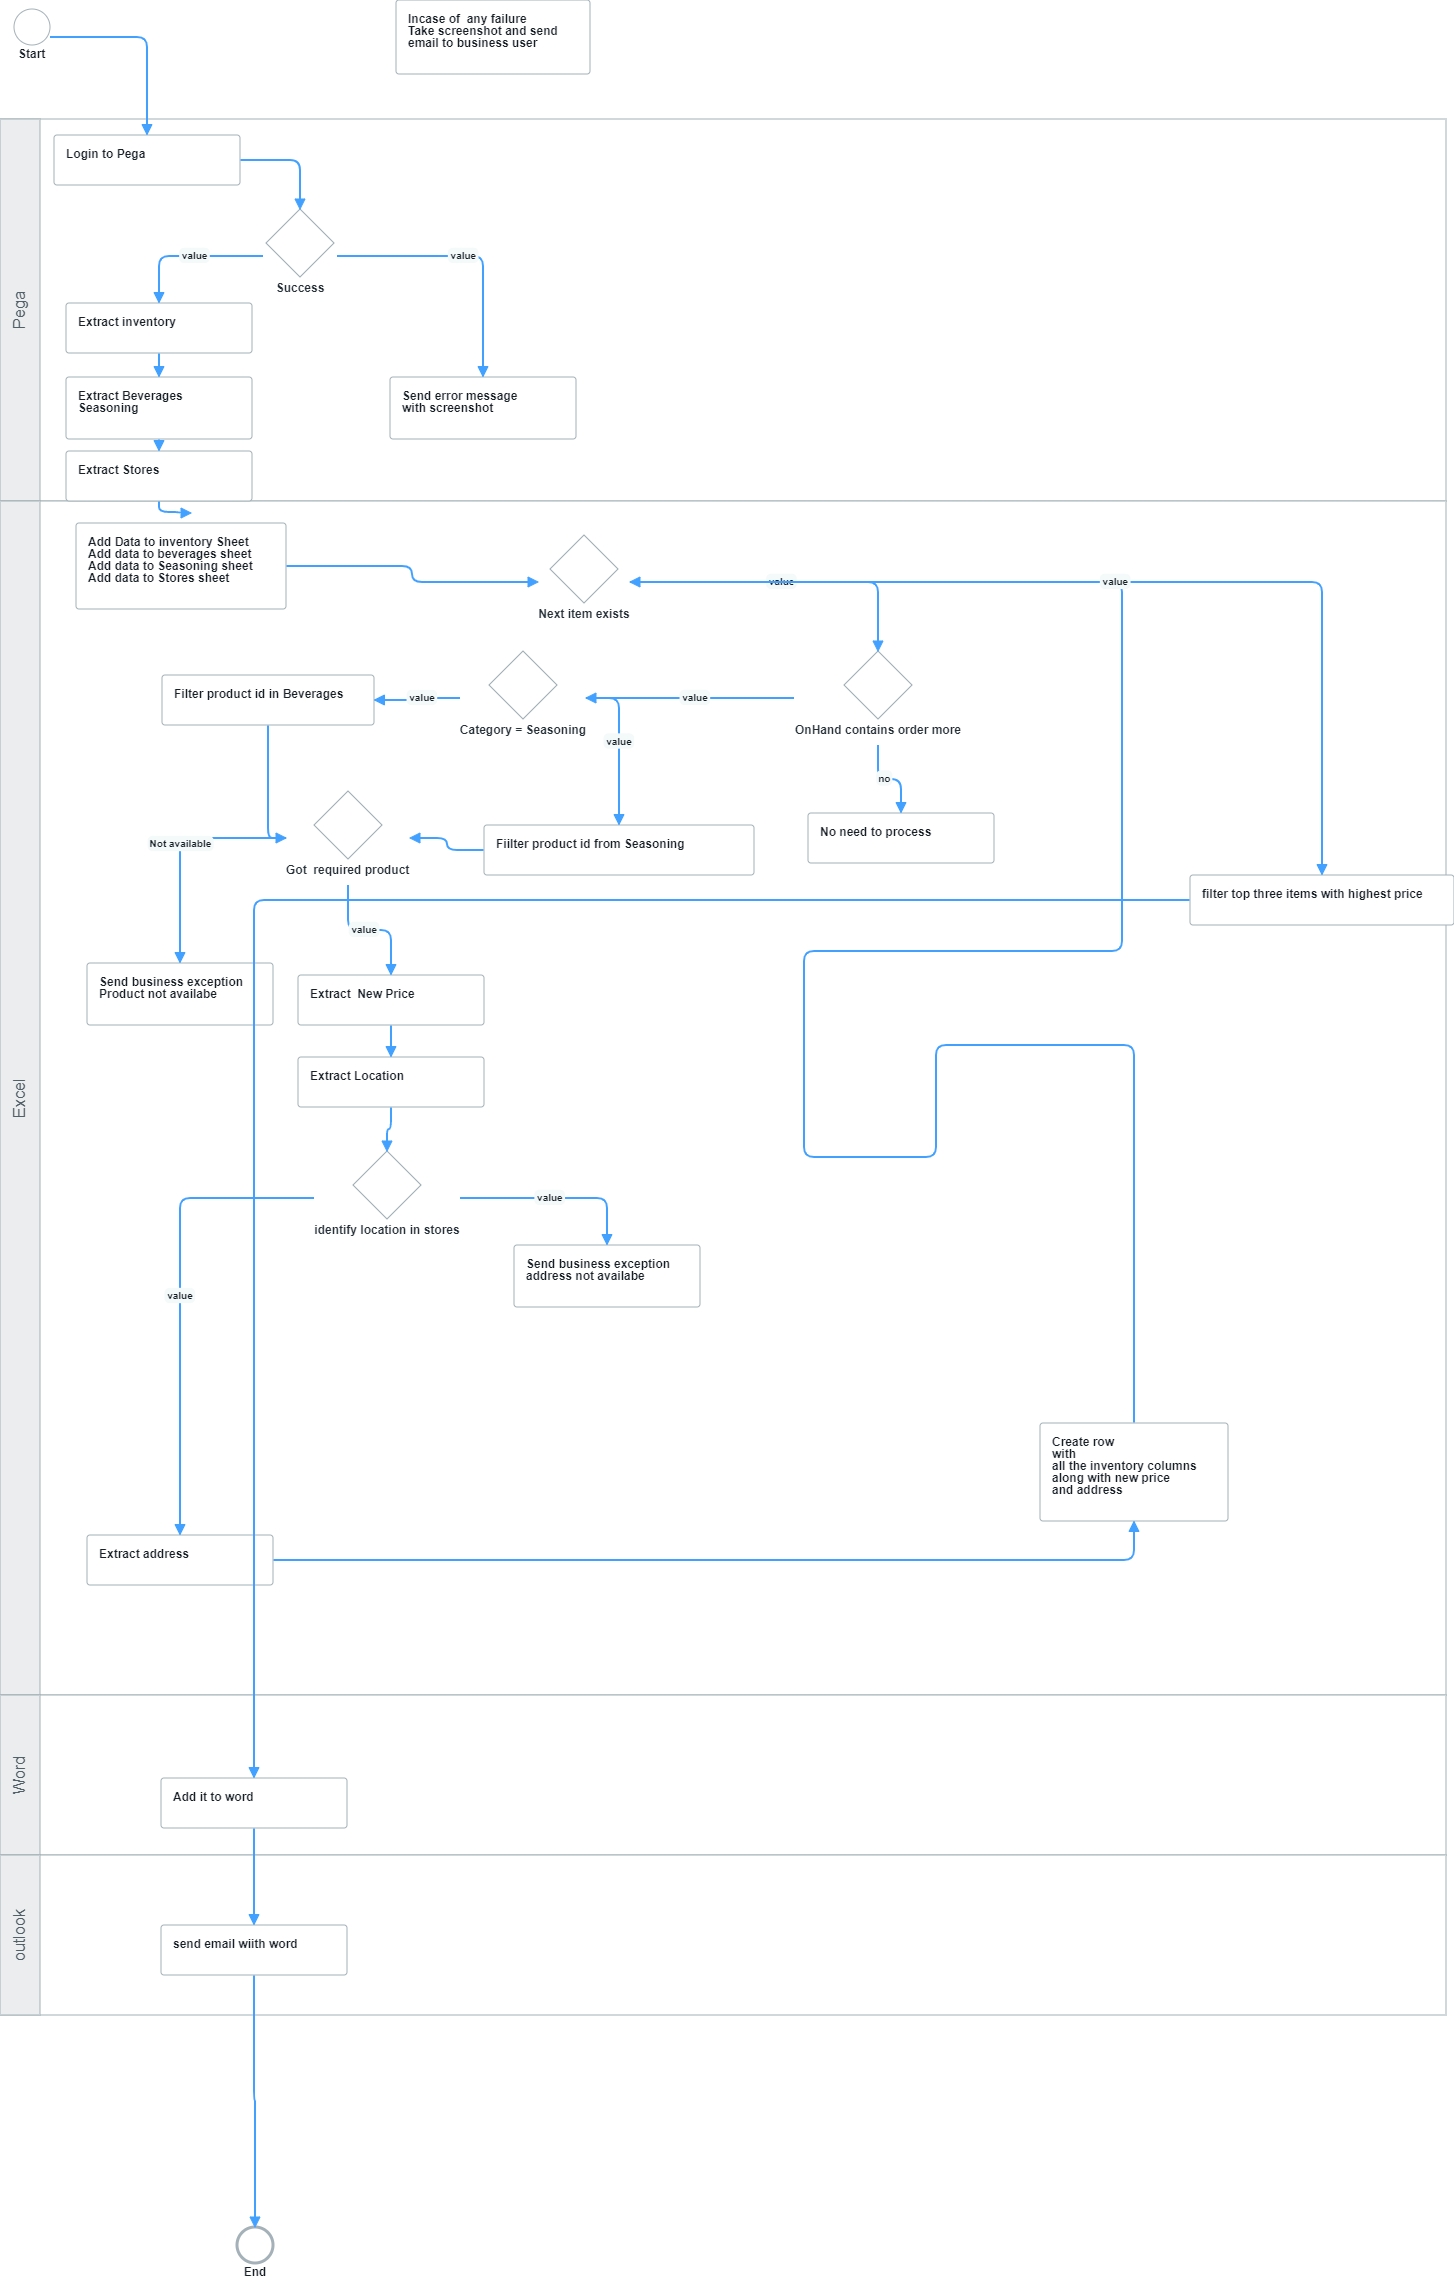 Incase of  any failure
Take screenshot and send
email to business user
Start
Pega
Login to Pega
Success
value
value
Extract inventory
Extract Beverages
Seasoning
Send error message
with screenshot
Extract Stores
Excel
Add Data to inventory Sheet
Add data to beverages sheet
Add data to Seasoning sheet
Add data to Stores sheet
Next item exists
value
value
Filter product id in Beverages
value
Category = Seasoning
value
value
OnHand contains order more
no
No need to process
Not available
Got  required product
Fiilter product id from Seasoning
filter top three items with highest price
value
Send business exception
Product not availabe
Extract  New Price
Extract Location
identify location in stores
value
value
Send business exception
address not availabe
Create row
with
all the inventory columns
along with new price
and address
Extract address
Word
Add it to word
outlook
send email wiith word
End